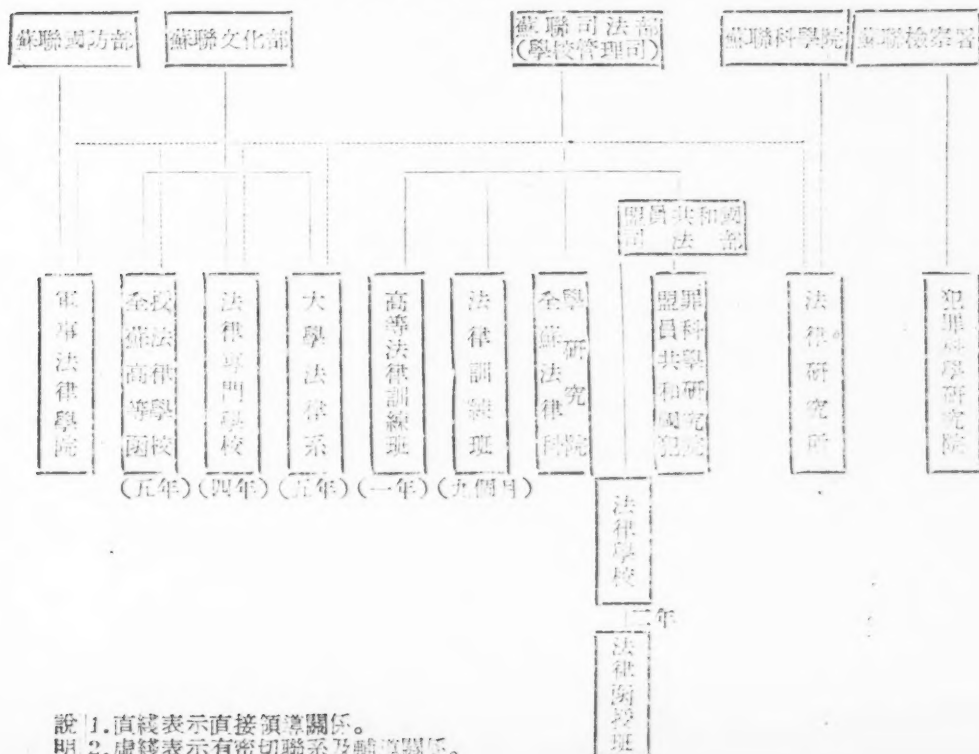 蘇聯國防部
蘇聯文化部
蘇聯司法部
(學校管理司)
蘇聯科學院
蘇聯檢察署
盟員共和國
司法部
軍事法律學院
全蘇高等函
授法律學校
(五年)
法律專門學校
(四年)
大學法律系
(五年)
高等法律訓練班
(一年)
法律訓練班
(九個月)
全蘇法律科
學研究院
盟員共和國犯
罪科學研究院
法律研究所
犯罪科學研究院
法律學校
二年
法律函授班
說明
1.直綫表示直接領導關係。
2.虛綫表示有密切聯系及輔導關係。